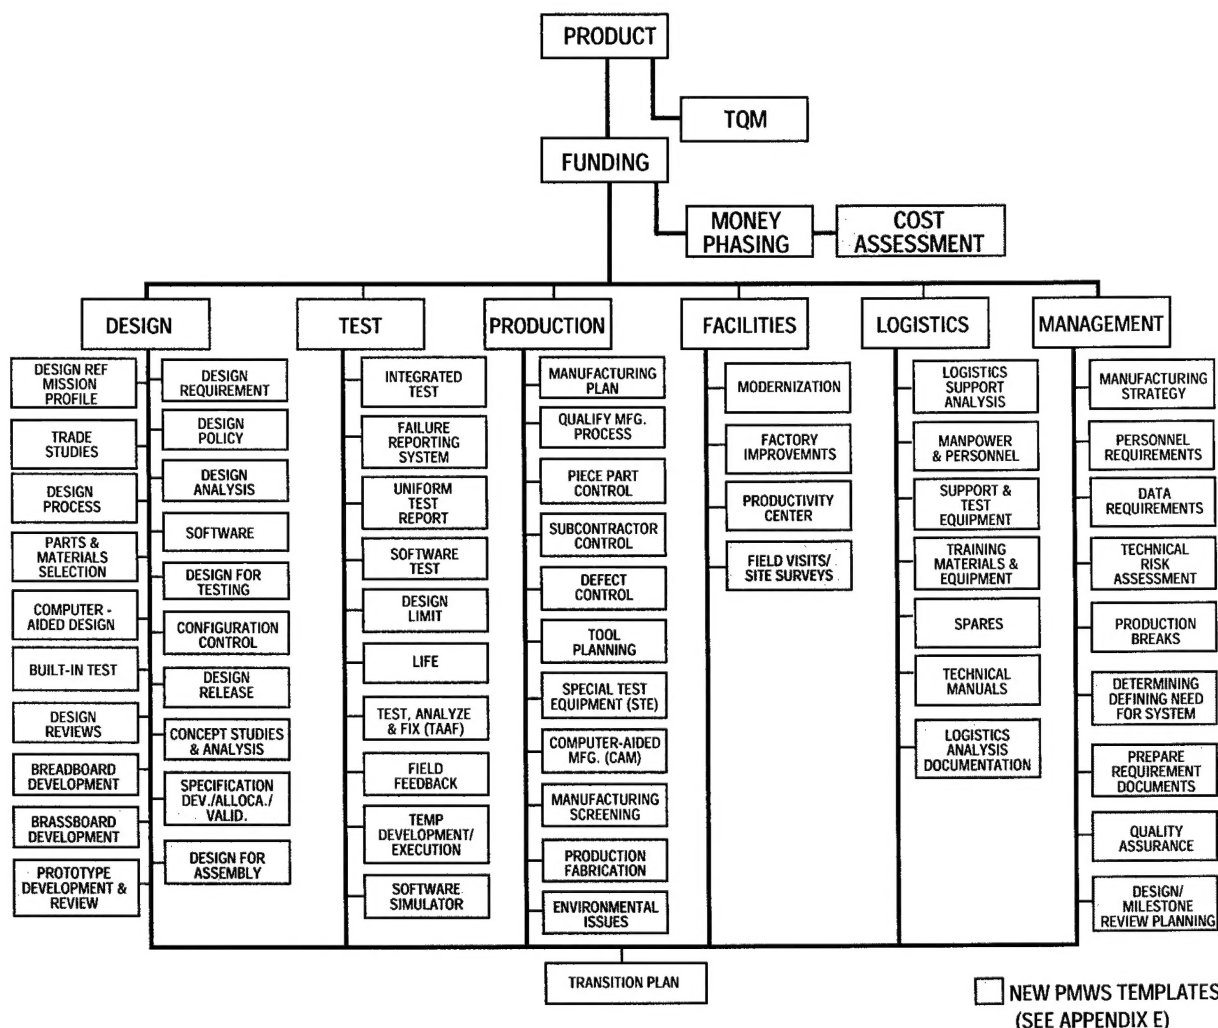 PRODUCT
TQM
FUNDING
MONEY
PHASING
COST
ASSESSMENT
DESIGN
TEST
PRODUCTION
FACILITIES
LOGISTICS
MANAGEMENT
DESIGN REF
MISSION
PROFILE
TRADE
STUDIES
DESIGN
PROCESS
PARTS &
MATERIALS
SELECTION
COMPUTER -
AIDED DESIGN
BUILT-IN TEST
DESIGN
REVIEWS
BREADBOARD
DEVELOPMENT
BRASSBOARD
DEVELOPMENT
PROTOTYPE
DEVELOPMENT &
REVIEW
DESIGN
REQUIREMENT
DESIGN
POLICY
DESIGN
ANALYSIS
SOFTWARE
DESIGN FOR
TESTING
CONFIGURATION
CONTROL
DESIGN
RELEASE
CONCEPT STUDIES
& ANALYSIS
SPECIFICATION
DEV./ALLOCA./
VALID.
DESIGN FOR
ASSEMBLY
INTEGRATED
TEST
FAILURE
REPORTING
SYSTEM
UNIFORM
TEST
REPORT
SOFTWARE
TEST
DESIGN
LIMIT
LIFE
TEST, ANALYZE
& FIX (TAAF)
FIELD
FEEDBACK
TEMP
DEVELOPMENT/
EXECUTION
SOFTWARE
SIMULATOR
MANUFACTURING
PLAN
QUALIFY MFG.
PROCESS
PIECE PART
CONTROL
SUBCONTRACTOR
CONTROL
DEFECT
CONTROL
TOOL
PLANNING
SPECIAL TEST
EQUIPMENT (STE)
COMPUTER-AIDED
MFG. (CAM)
MANUFACTURING
SCREENING
PRODUCTION
FABRICATION
ENVIRONMENTAL
ISSUES
MODERNIZATION
FACTORY
IMPROVEMNTS
PRODUCTIVITY
CENTER
FIELD VISITS/
SITE SURVEYS
LOGISTICS
SUPPORT
ANALYSIS
MANPOWER
& PERSONNEL
SUPPORT &
TEST
EQUIPMENT
TRAINING
MATERIALS &
EQUIPMENT
SPARES
TECHNICAL
MANUALS
LOGISTICS
ANALYSIS
DOCUMENTATION
MANUFACTURING
STRATEGY
PERSONNEL
REQUIREMENTS
DATA
REQUIREMENTS
TECHNICAL
RISK
ASSESSMENT
PRODUCTION
BREAKS
DETERMINING
DEFINING NEED
FOR SYSTEM
PREPARE
REQUIREMENT
DOCUMENTS
QUALITY
ASSURANCE
DESIGN/
MILESTONE
REVIEW PLANNING
TRANSITION PLAN
NEW PMWS TEMPLATES
(SEE APPENDIX E)